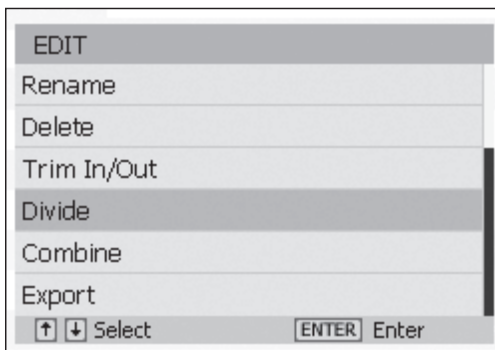 EDIT
Rename
Delete
Trim In/Out
Divide
Combine
Export
↑ ↓ Select ENTER Enter